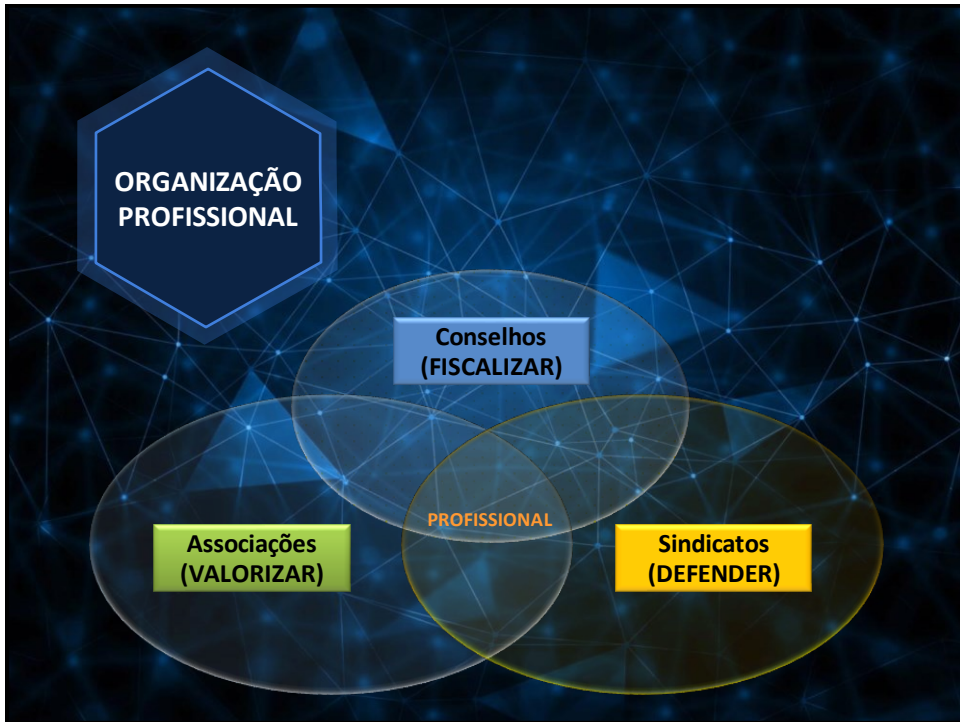 ORGANIZAÇÃO
PROFISSIONAL
Conselhos
(FISCALIZAR)
PROFISSIONAL
Associações
(VALORIZAR)
Sindicatos
(DEFENDER)